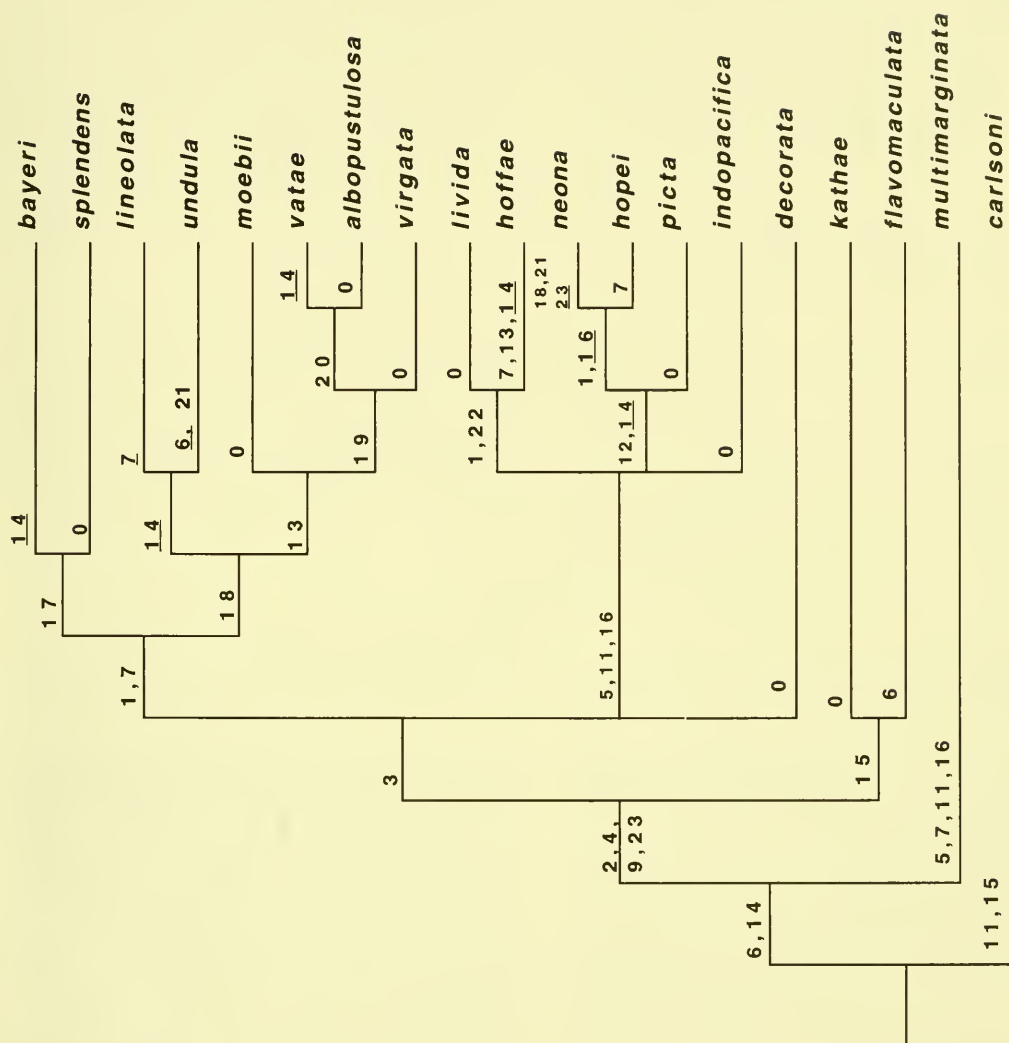 bayeri
splendens
lineolata
undula
moebii
vatae
albopustulosa
virgata
livida
hoffae
neona
hopei
picta
indopacifica
decorata
kathae
flavomaculata
multimarginata
carlsoni
14
0
17
7
6, 21
14
0
14
0
20
0
19
13
18
1,7
0
7,13,14
1,22
18,21
23
7
1,16
0
12,14
0
5,11,16
0
3
0
6
15
2,4,
9,23
5,7,11,16
6,14
11,15